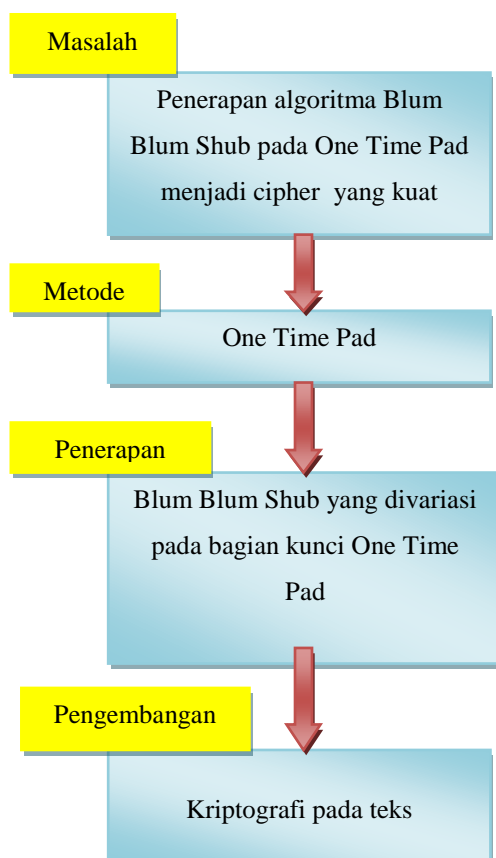 Masalah
Penerapan algoritma Blum
Blum Shub pada One Time Pad
menjadi cipher yang kuat
Metode
One Time Pad
Penerapan
Blum Blum Shub yang divariasi
pada bagian kunci One Time
Pad
Pengembangan
Kriptografi pada teks